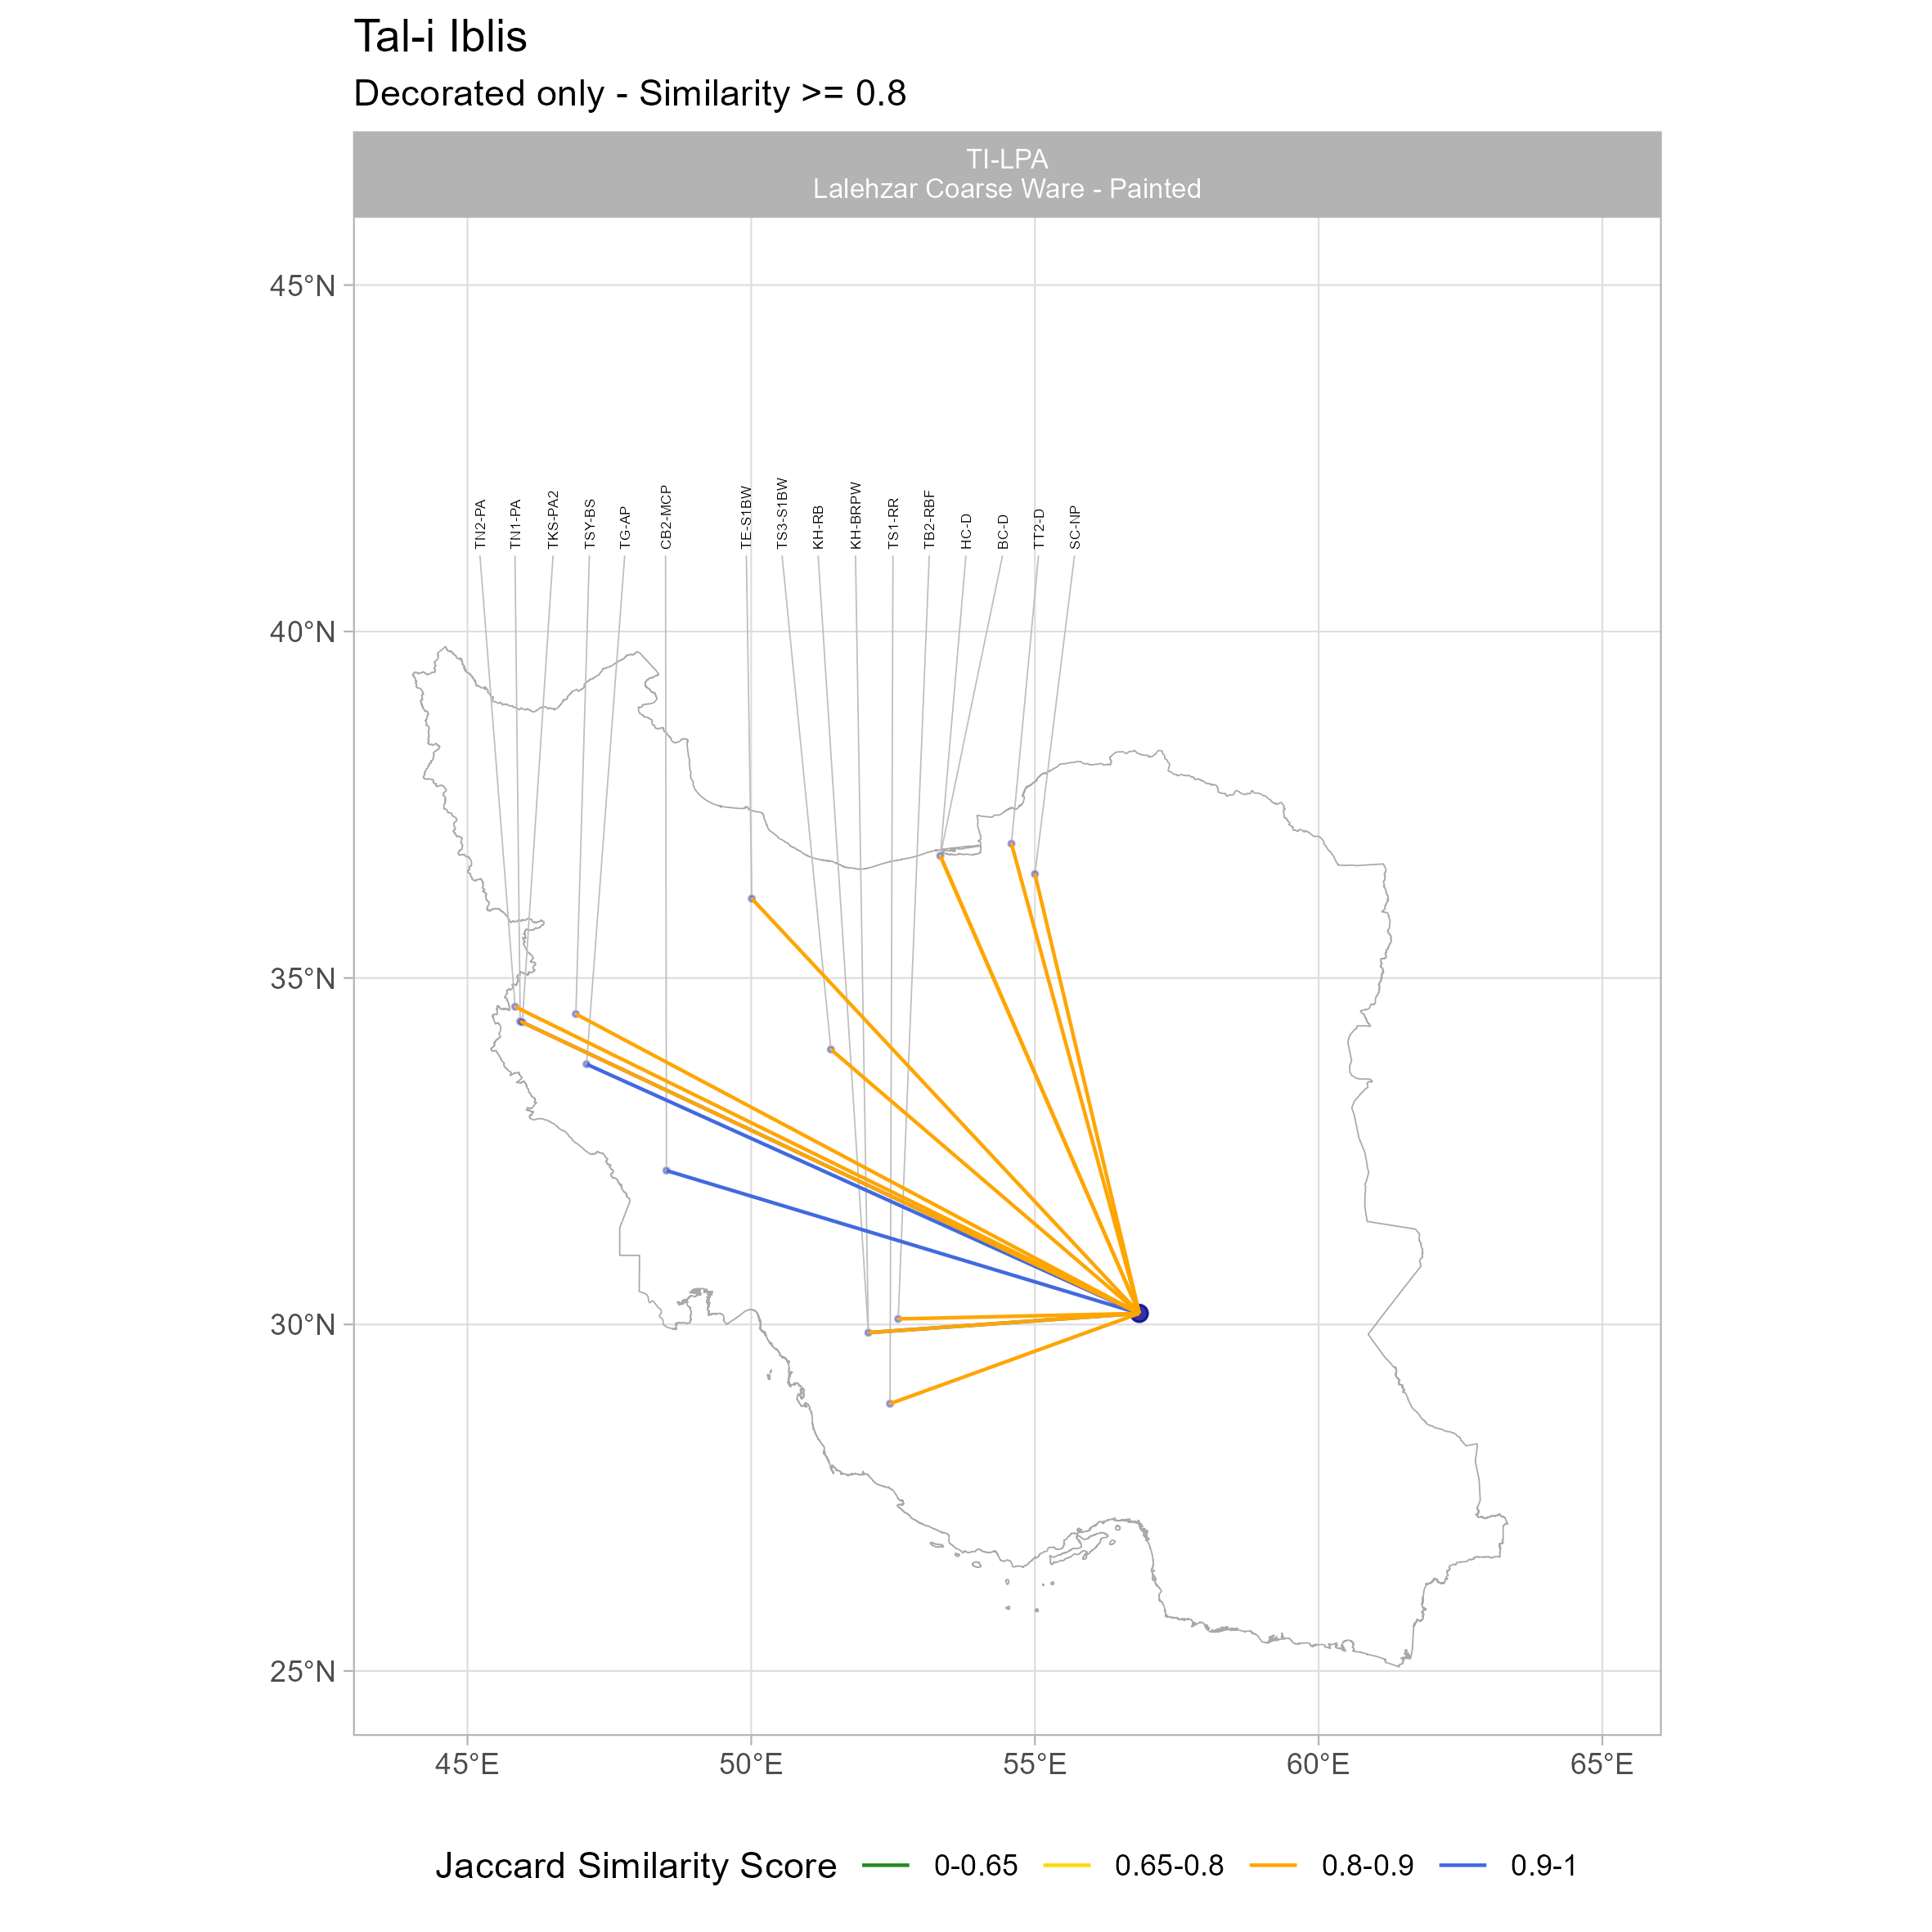 Tal-i Iblis
Decorated only - Similarity >= 0.8
TI-LPA
Lalehzar Coarse Ware - Painted
45°N
40°N
35°N
30°N
25°N
TN2-PA
TN1-PA
TKS-PA2
TSY-BS
TG-AP
CB2-MCP
TE-S1BW
TS3-S1BW
KH-RB
KH-BRPW
TS1-RR
TB2-RBF
HC-D
BC-D
TT2-D
SC-NP
45°E 50°E 55°E 60°E 65°E
Jaccard Similarity Score 0-0.65 0.65-0.8 0.8-0.9 0.9-1